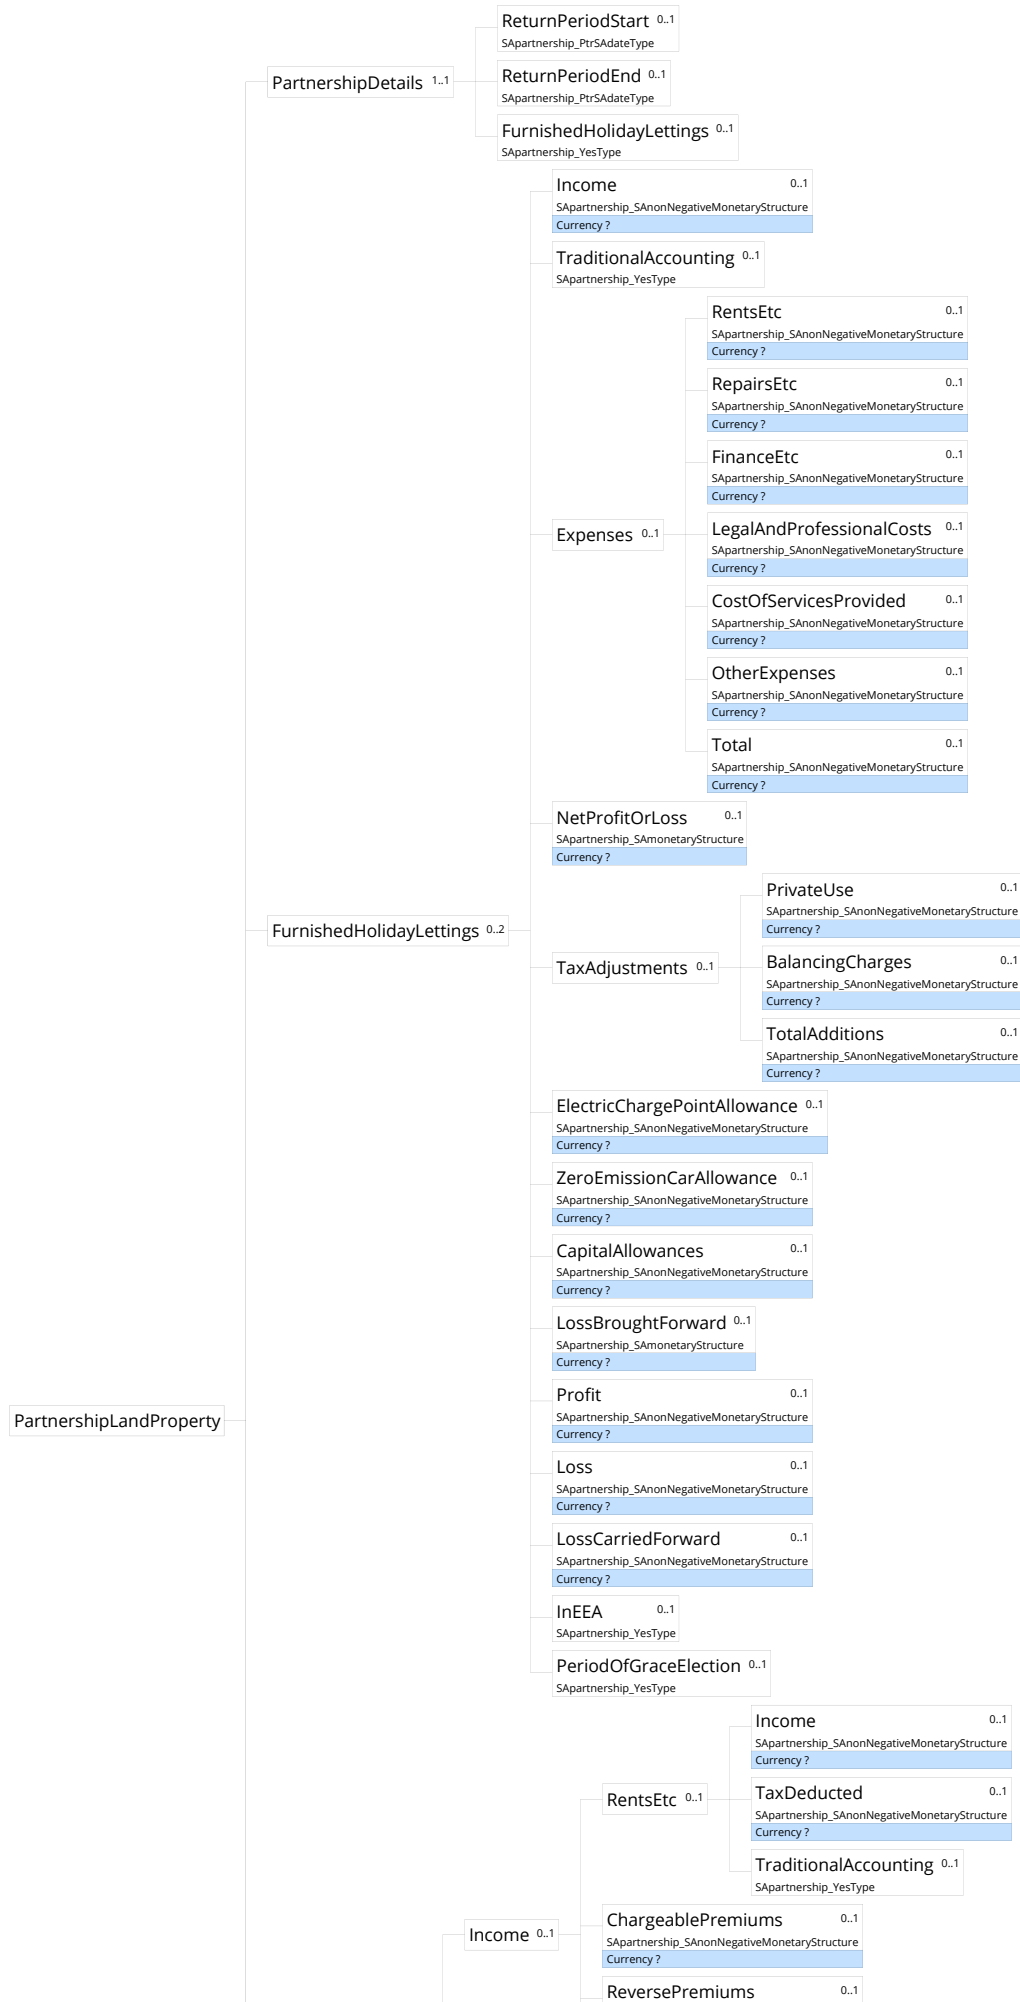 ReturnPeriodStart 0..1
SApartnership_PtrSAdateType
PartnershipDetails 1..1
ReturnPeriodEnd 0..1
SApartnership_PtrSAdateType
FurnishedHolidayLettings 0..1
SApartnership_YesType
Income 0..1
SApartnership_SAnonNegativeMonetaryStructure
Currency ?
TraditionalAccounting 0..1
SApartnership_YesType
RentsEtc 0..1
SApartnership_SAnonNegativeMonetaryStructure
Currency ?
RepairsEtc 0..1
SApartnership_SAnonNegativeMonetaryStructure
Currency ?
FinanceEtc 0..1
SApartnership_SAnonNegativeMonetaryStructure
Currency ?
Expenses 0..1
LegalAndProfessionalCosts 0..1
SApartnership_SAnonNegativeMonetaryStructure
Currency ?
CostOfServicesProvided 0..1
SApartnership_SAnonNegativeMonetaryStructure
Currency ?
OtherExpenses 0..1
SApartnership_SAnonNegativeMonetaryStructure
Currency ?
Total 0..1
SApartnership_SAnonNegativeMonetaryStructure
Currency ?
NetProfitOrLoss 0..1
SApartnership_SAmonetaryStructure
Currency ?
FurnishedHolidayLettings 0..2
PrivateUse 0..1
SApartnership_SAnonNegativeMonetaryStructure
Currency ?
TaxAdjustments 0..1
BalancingCharges 0..1
SApartnership_SAnonNegativeMonetaryStructure
Currency ?
TotalAdditions 0..1
SApartnership_SAnonNegativeMonetaryStructure
Currency ?
ElectricChargePointAllowance 0..1
SApartnership_SAnonNegativeMonetaryStructure
Currency ?
ZeroEmissionCarAllowance 0..1
SApartnership_SAnonNegativeMonetaryStructure
Currency ?
CapitalAllowances 0..1
SApartnership_SAnonNegativeMonetaryStructure
Currency ?
LossBroughtForward 0..1
SApartnership_SAmonetaryStructure
Currency ?
Profit 0..1
SApartnership_SAnonNegativeMonetaryStructure
Currency ?
PartnershipLandProperty
Loss 0..1
SApartnership_SAnonNegativeMonetaryStructure
Currency ?
LossCarriedForward 0..1
SApartnership_SAnonNegativeMonetaryStructure
Currency ?
InEEA 0..1
SApartnership_YesType
PeriodOfGraceElection 0..1
SApartnership_YesType
Income 0..1
SApartnership_SAnonNegativeMonetaryStructure
Currency ?
RentsEtc 0..1
TaxDeducted 0..1
SApartnership_SAnonNegativeMonetaryStructure
Currency ?
TraditionalAccounting 0..1
SApartnership_YesType
Income 0..1
ChargeablePremiums 0..1
SApartnership_SAnonNegativeMonetaryStructure
Currency ?
ReversePremiums 0..1